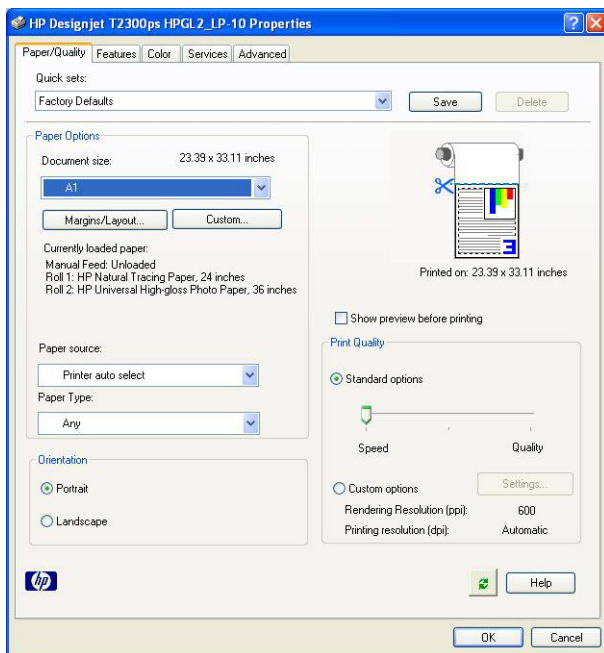 HP Designjet T2300ps HPGL2_LP-10 Properties
Paper/Quality Features Color Services Advanced
Quick sets:
Factory Defaults Save Delete
Paper Options
Document size: 23.39 x 33.11 inches
A1
Margins/Layout... Custom...
Currently loaded paper:
Manual Feed: Unloaded
Roll 1: HP Natural Tracing Paper, 24 inches
Roll 2: HP Universal High-gloss Photo Paper, 36 inches
Paper source:
Printer auto select
Paper Type:
Any
Orientation
Portrait
Landscape
3
Printed on: 23.39 x 33.11 inches
Show preview before printing
Print Quality
Standard options
Speed Quality
Custom options Settings...
Rendering Resolution (ppi): 600
Printing resolution (dpi): Automatic
hp
Help
OK Cancel